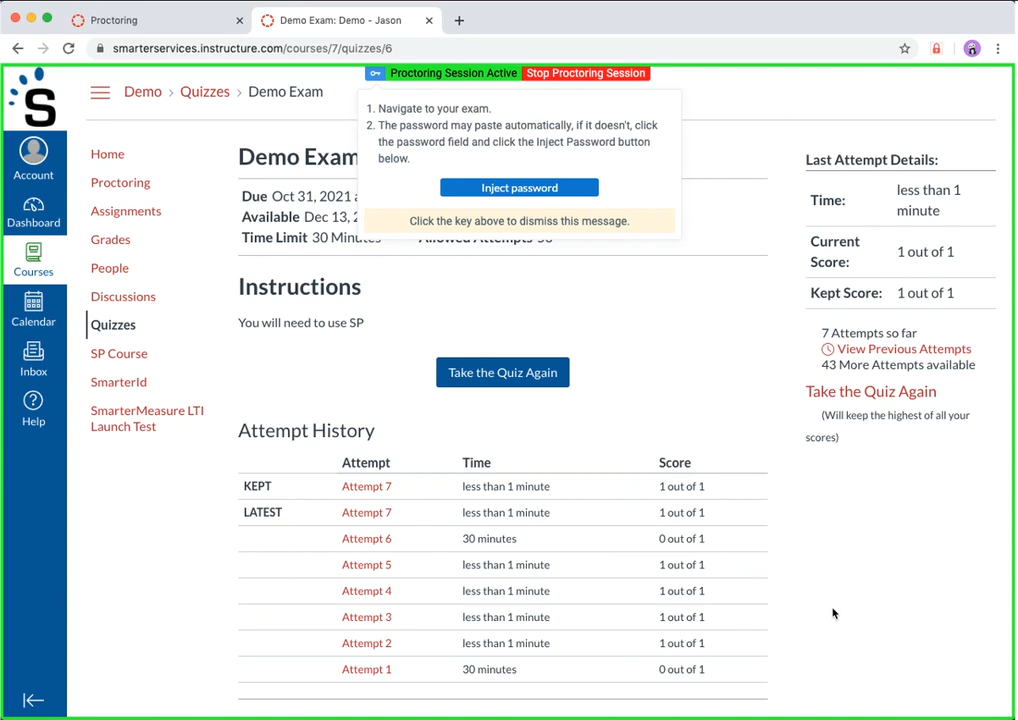 Proctoring
Demo Exam: Demo - Jason
smarterservices.instructure.com/courses/7/quizzes/6
Proctoring Session Active Stop Proctoring Session
1. Navigate to your exam.
2. The password may paste automatically, if it doesn't, click
the password field and click the Inject Password button
below.
Inject password
Click the key above to dismiss this message.
S
Account
Dashboard
Courses
Calendar
Inbox
Help
Demo › Quizzes › Demo Exam
Home
Proctoring
Assignments
Grades
People
Discussions
Quizzes
SP Course
SmarterId
SmarterMeasure LTI
Launch Test
Demo Exam
Due Oct 31, 2021
Available Dec 13,
Time Limit 30 Minutes Allowed Attempts 50
Instructions
You will need to use SP
Take the Quiz Again
Attempt History
Attempt Time Score
KEPT Attempt 7 less than 1 minute 1 out of 1
LATEST Attempt 7 less than 1 minute 1 out of 1
Attempt 6 30 minutes 0 out of 1
Attempt 5 less than 1 minute 1 out of 1
Attempt 4 less than 1 minute 1 out of 1
Attempt 3 less than 1 minute 1 out of 1
Attempt 2 less than 1 minute 1 out of 1
Attempt 1 30 minutes 0 out of 1
Last Attempt Details:
Time: less than 1
minute
Current
Score: 1 out of 1
Kept Score: 1 out of 1
7 Attempts so far
View Previous Attempts
43 More Attempts available
Take the Quiz Again
(Will keep the highest of all your
scores)